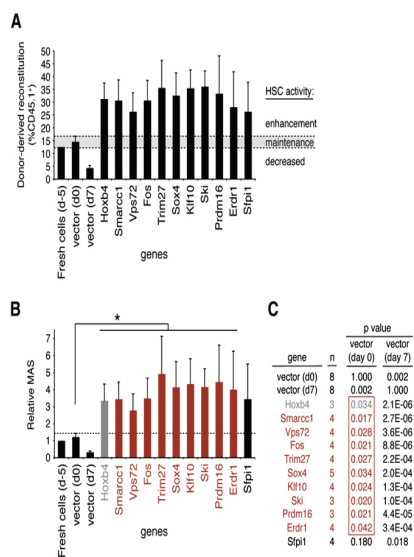 A
Donor-derived reconstitution
(%CD45.1+)
50
45
40
35
30
25
20
15
10
5
0
HSC activity:
enhancement
maintenance
decreased
Fresh cells (d-5)
vector (d0)
vector (d7)
Hoxb4
Smarcc1
Vps72
Fos
Trim27
Sox4
Klf10
Ski
Prdm16
Erdr1
Sfpi1
genes
B
*
Relative MAS
7
6
5
4
3
2
1
0
Fresh cells (d-5)
vector (d0)
vector (d7)
Hoxb4
Smarcc1
Vps72
Fos
Trim27
Sox4
Klf10
Ski
Prdm16
Erdr1
Sfpi1
genes
C
p value
gene n vector (day 0) vector (day 7)
vector (d0) 8 1.000 0.002
vector (d7) 8 0.002 1.000
Hoxb4 3 0.034 2.1E-06
Smarcc1 4 0.017 2.7E-06
Vps72 4 0.028 3.6E-06
Fos 4 0.021 8.8E-06
Trim27 4 0.027 2.2E-04
Sox4 5 0.034 2.0E-04
Klf10 4 0.024 1.3E-04
Ski 3 0.020 1.0E-04
Prdm16 3 0.021 4.4E-05
Erdr1 4 0.042 3.4E-04
Sfpi1 4 0.180 0.018